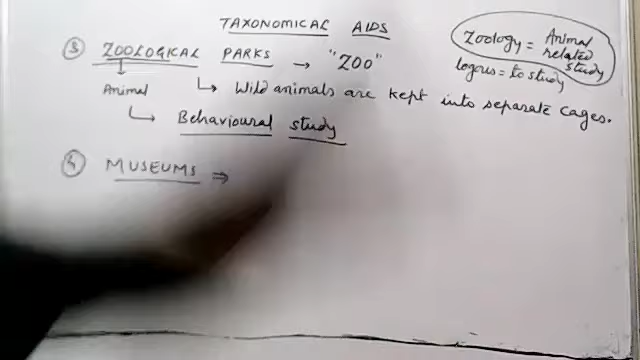 TAXONOMICAL AIDS
③ ZOOLOGICAL PARKS → "ZOO"
Zoology = Animal related study
logous = to study
Animal
↳ Wild animals are kept into separate cages.
↳ Behavioural study
④ MUSEUMS ⇒